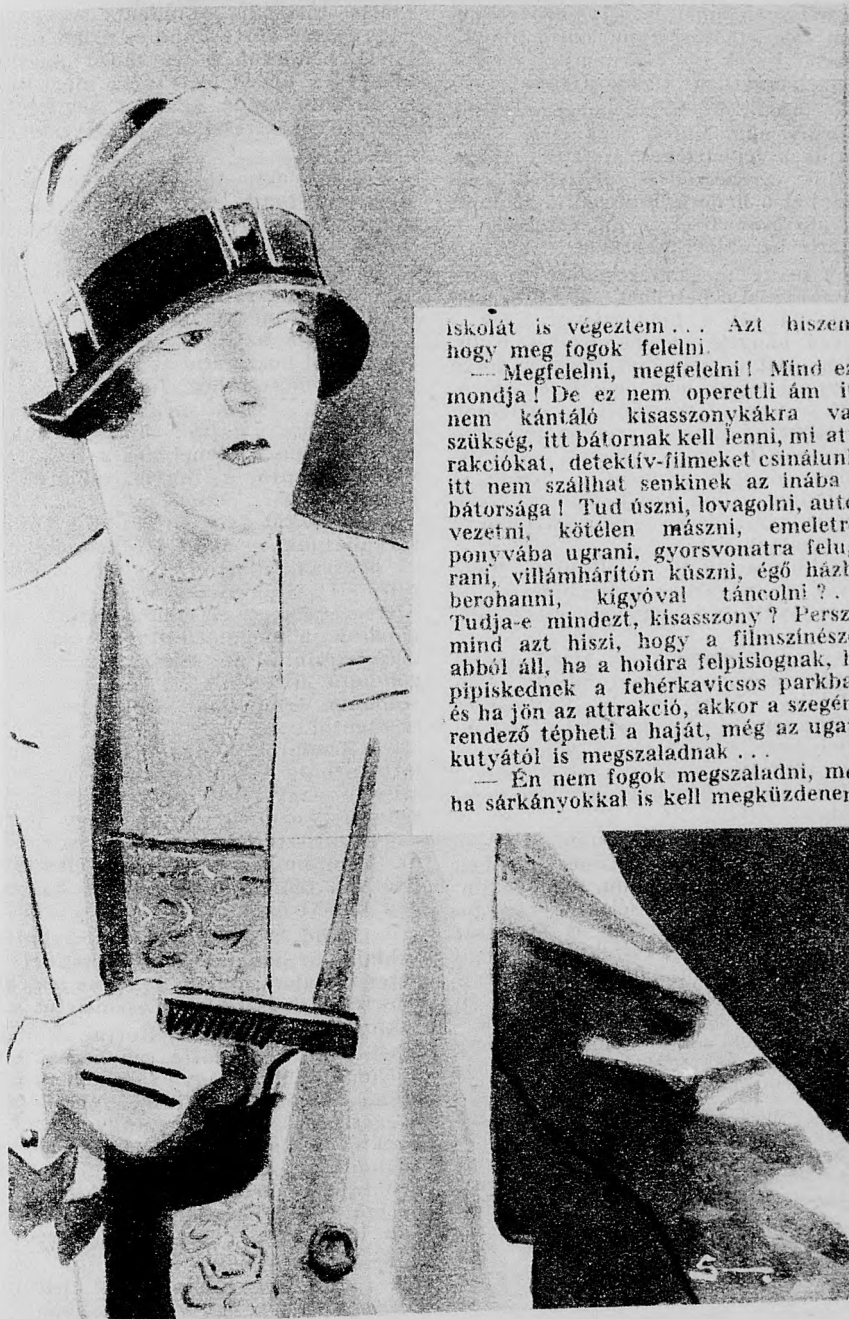 iskolát is végeztem... Azt hiszem
hogy meg fogok felelni.
— Megfelelni, megfelelni! Mind ez
mondja! De ez nem operettli ám i
nem kántáló kisasszonykákra va
szükség, itt bátornak kell lenni, mi at
rakciókat, detektív-filmeket csinálun
itt nem szállhat senkinek az inába
bátorsága! Tud úszni, lovagolni, autó
vezetni, kötélen mászni, emeletr
ponyvába ugrani, gyorsvonatra felu
rani, villámhárítón kúszni, égő házb
berohanni, kígyóval táncolni?.
Tudja-e mindezt, kisasszony? Persz
mind azt hiszi, hogy a filmszínész
abból áll, ha a holdra felpislognak, h
pipiskednek a fehérkavicsos parkba
és ha jön az attrakció, akkor a szegén
rendező tépheti a haját, még az uga
kutyától is megszaladnak...
— Én nem fogok megszaladni, mé
ha sárkányokkal is kell megküzdenen